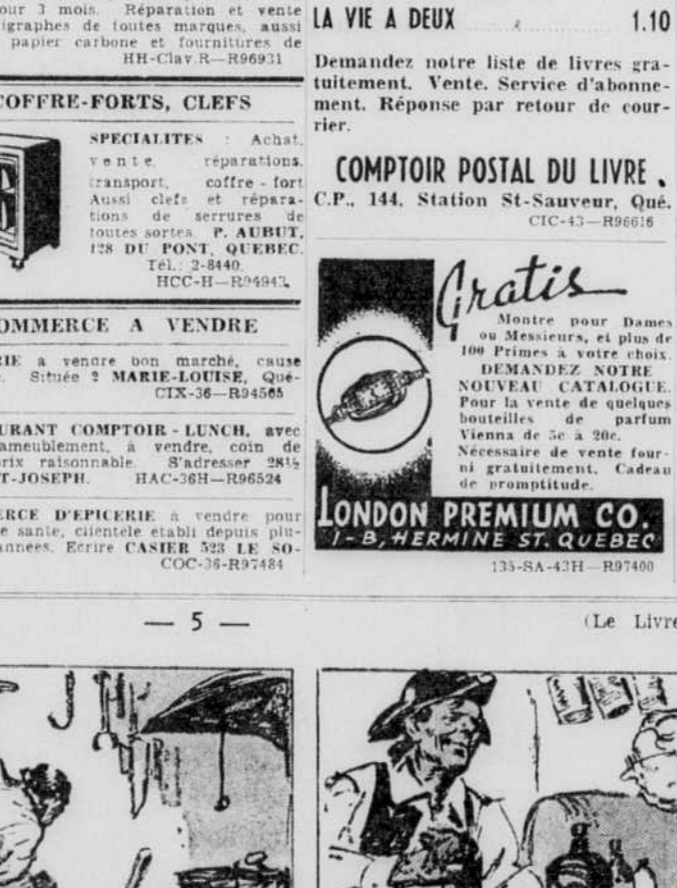 our 3 mois. Réparation et vente
igraphes de toutes marques, aussi
papier carbone et fournitures de
HH-Clav.R—R96931
COFFRE-FORTS, CLEFS
SPECIALITES : Achat,
vente, réparations,
transport, coffre-fort
Aussi clefs et répara-
tions de serrures de
toutes sortes. P. AUBUT,
128 DU PONT, QUEBEC.
Tél.: 2-8440.
HCC-H—R94942
OMMERCE A VENDRE
RIE a vendre bon marché, cause
Située 2 MARIE-LOUISE, Qué-
CTX-36—R94565
URANT COMPTOIR-LUNCH, avec
ameublement, à vendre, coin de
rix raisonnable. S'adresser 281½
T-JOSEPH. HAC-36H—R96524
ERCE D'EPICERIE à vendre pour
e santé, clientèle établi depuis plu-
années. Ecrire CASIER 523 LE SO-
COC-36-R97484
LA VIE A DEUX 1.10
Demandez notre liste de livres gra-
tuitement. Vente. Service d'abonne-
ment. Réponse par retour de cour-
rier.
COMPTOIR POSTAL DU LIVRE,
C.P., 144, Station St-Sauveur, Qué.
CIC-43—R96616
Gratis
Montre pour Dames
ou Messieurs, et plus de
100 Primes à votre choix.
DEMANDEZ NOTRE
NOUVEAU CATALOGUE.
Pour la vente de quelques
bouteilles de parfum
Vienna de 5c à 20c.
Nécessaire de vente four-
ni gratuitement. Cadeau
de promptitude.
LONDON PREMIUM CO.
1-B, HERMINE ST. QUEBEC
135-SA-43H—R97400
— 5 —
(Le Livre